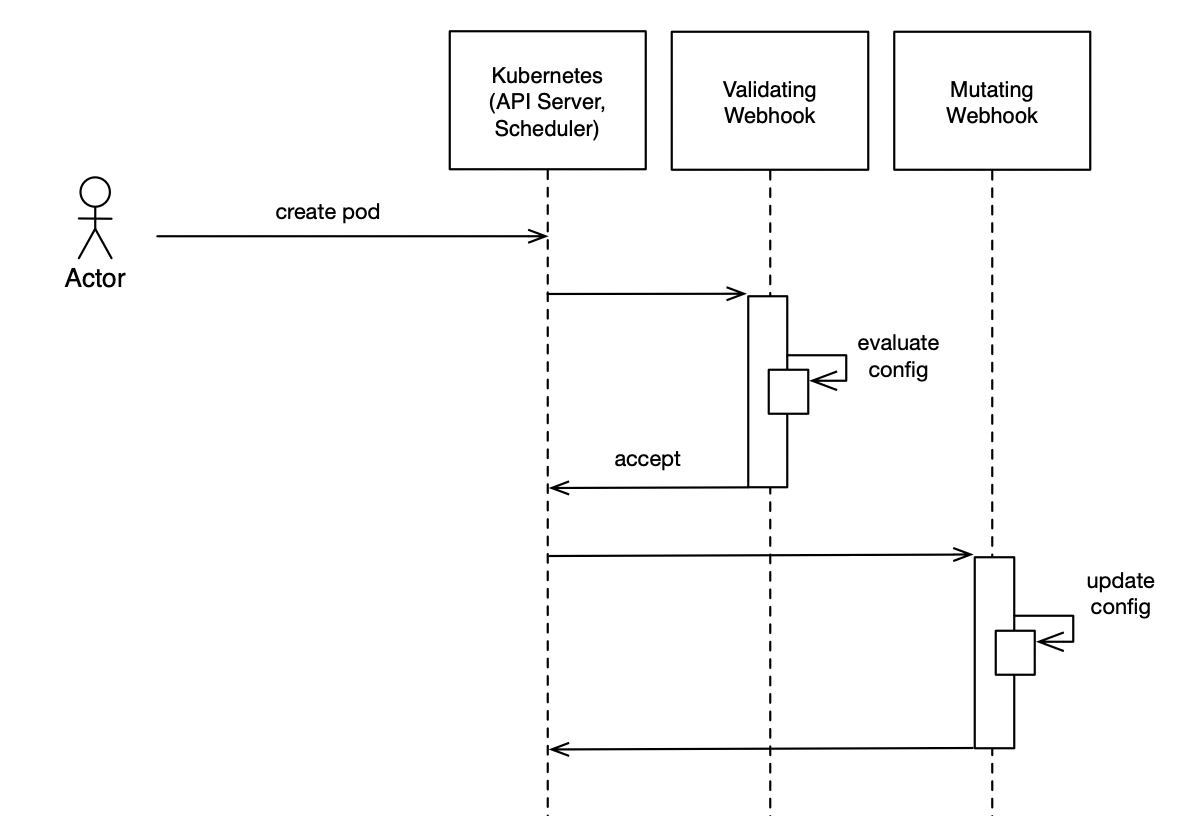 Kubernetes
(API Server,
Scheduler)
Validating
Webhook
Mutating
Webhook
create pod
Actor
evaluate
config
accept
update
config